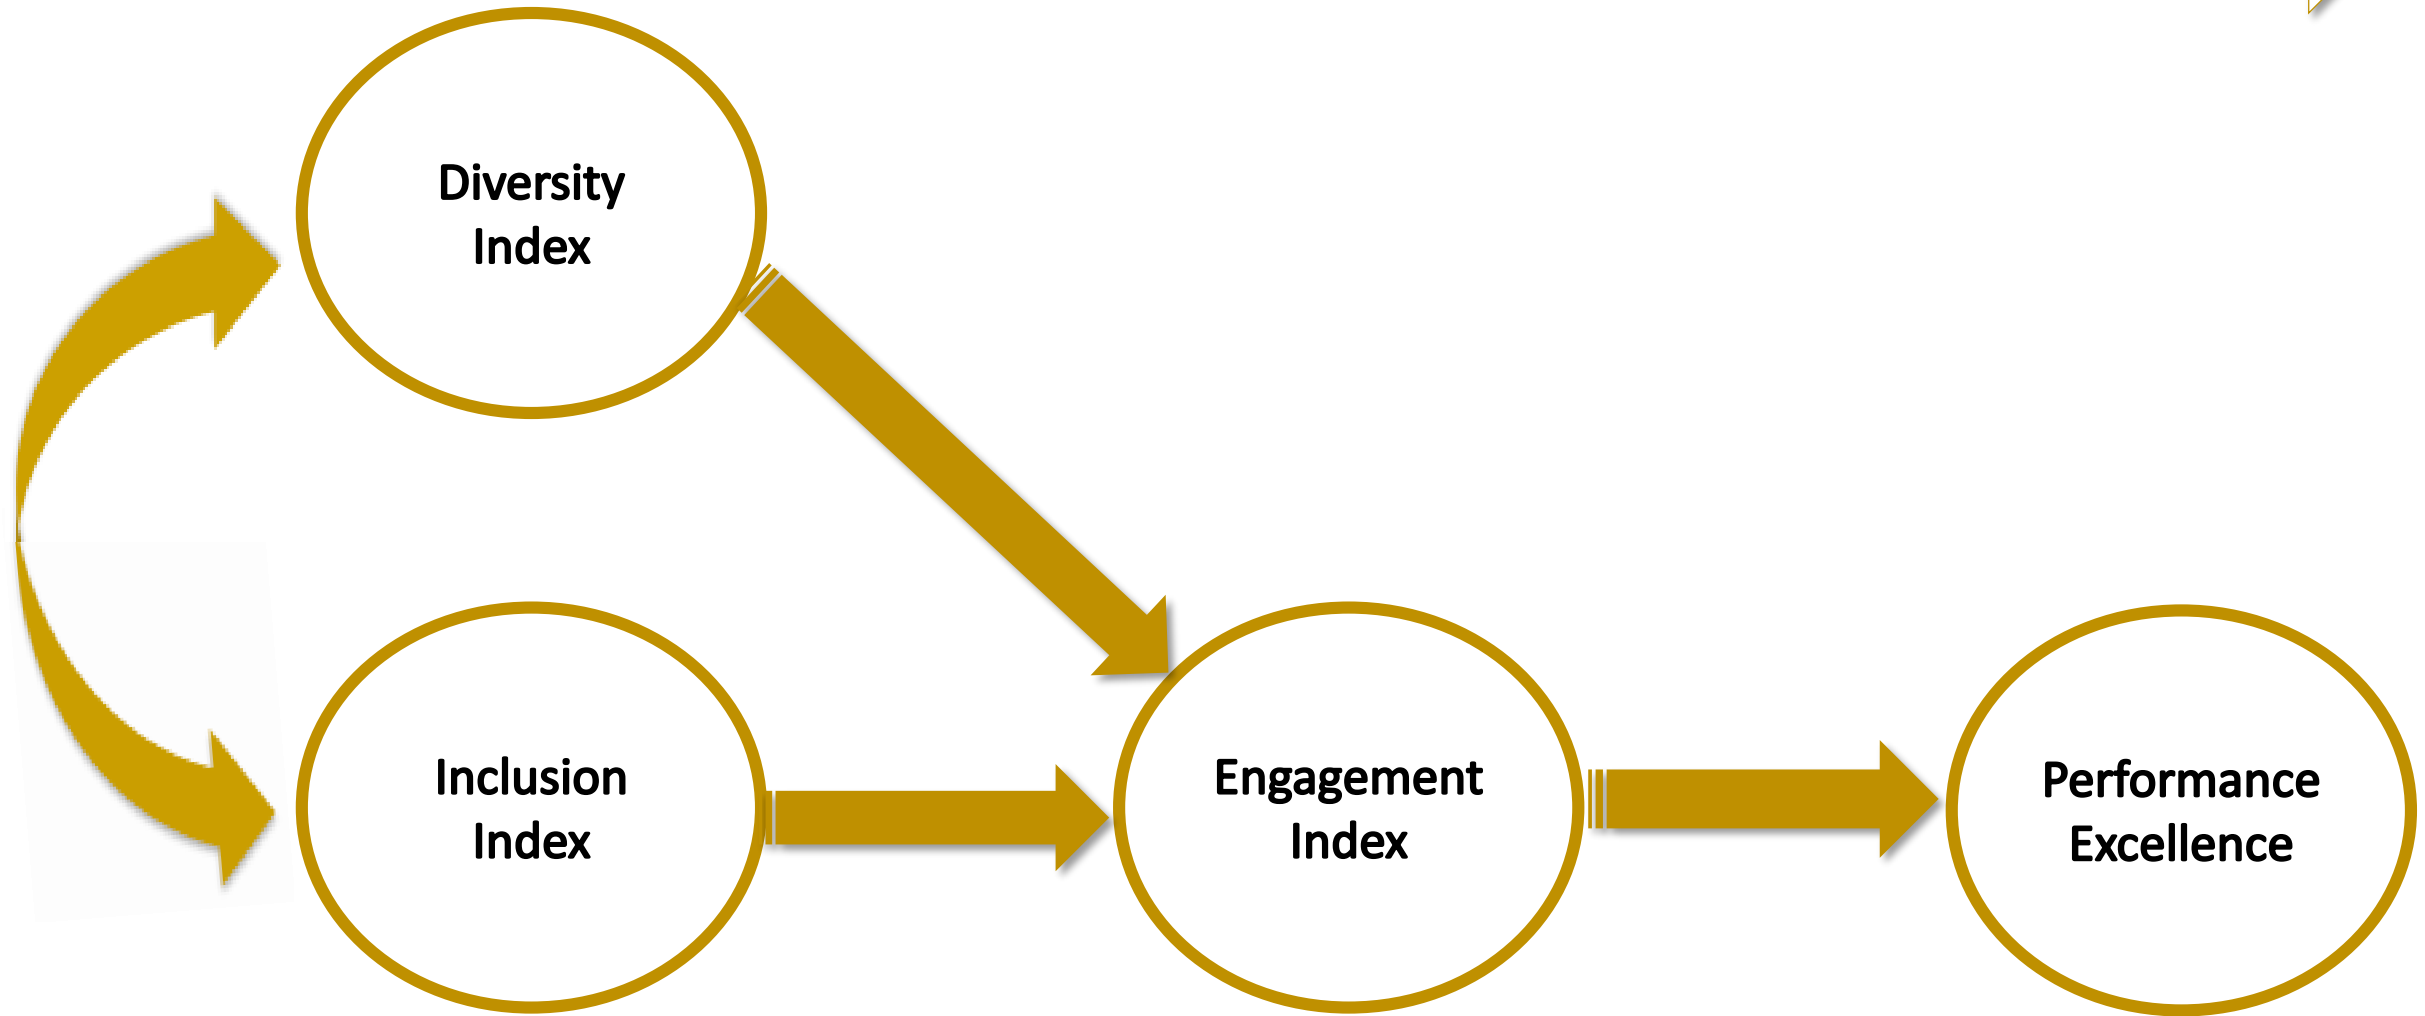 Diversity
Index
Inclusion
Index
Engagement
Index
Performance
Excellence